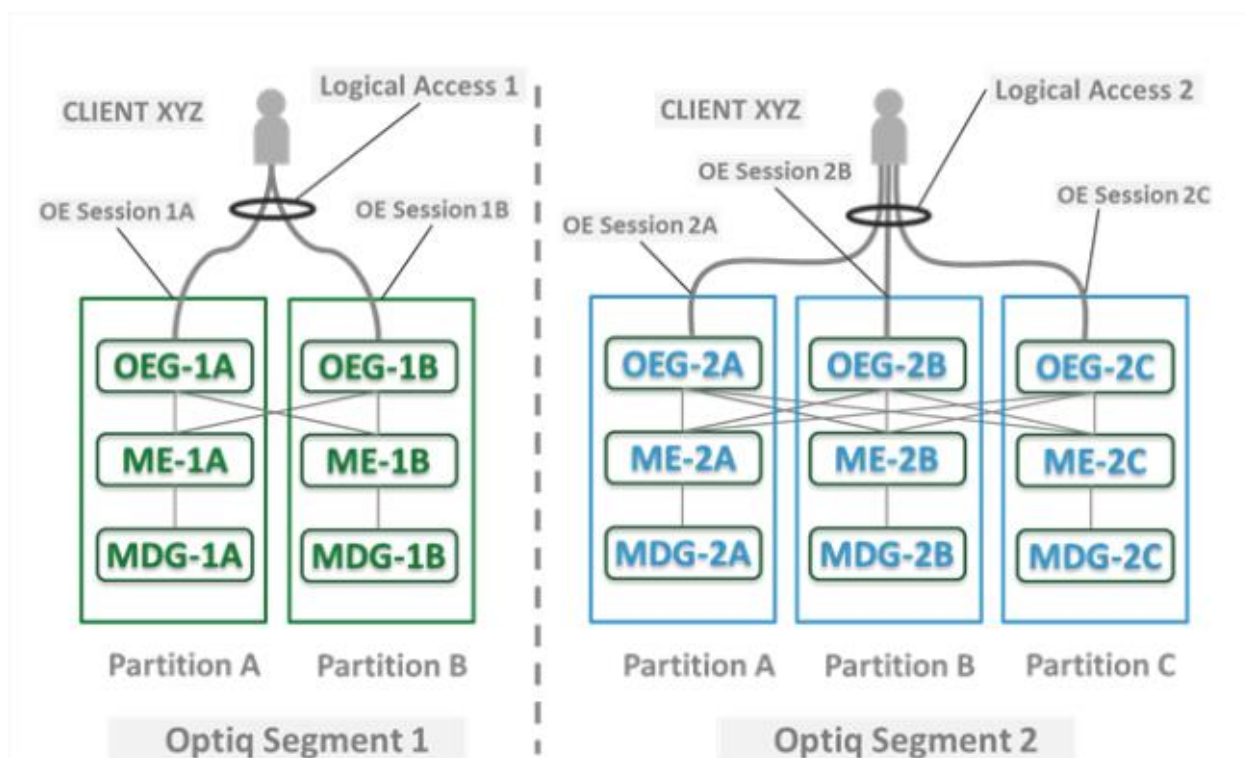 Logical Access 1
CLIENT XYZ
OE Session 1A
OE Session 1B
OEG-1A
OEG-1B
ME-1A
ME-1B
MDG-1A
MDG-1B
Partition A
Partition B
Optiq Segment 1
CLIENT XYZ
Logical Access 2
OE Session 2B
OE Session 2A
OE Session 2C
OEG-2A
OEG-2B
OEG-2C
ME-2A
ME-2B
ME-2C
MDG-2A
MDG-2B
MDG-2C
Partition A
Partition B
Partition C
Optiq Segment 2